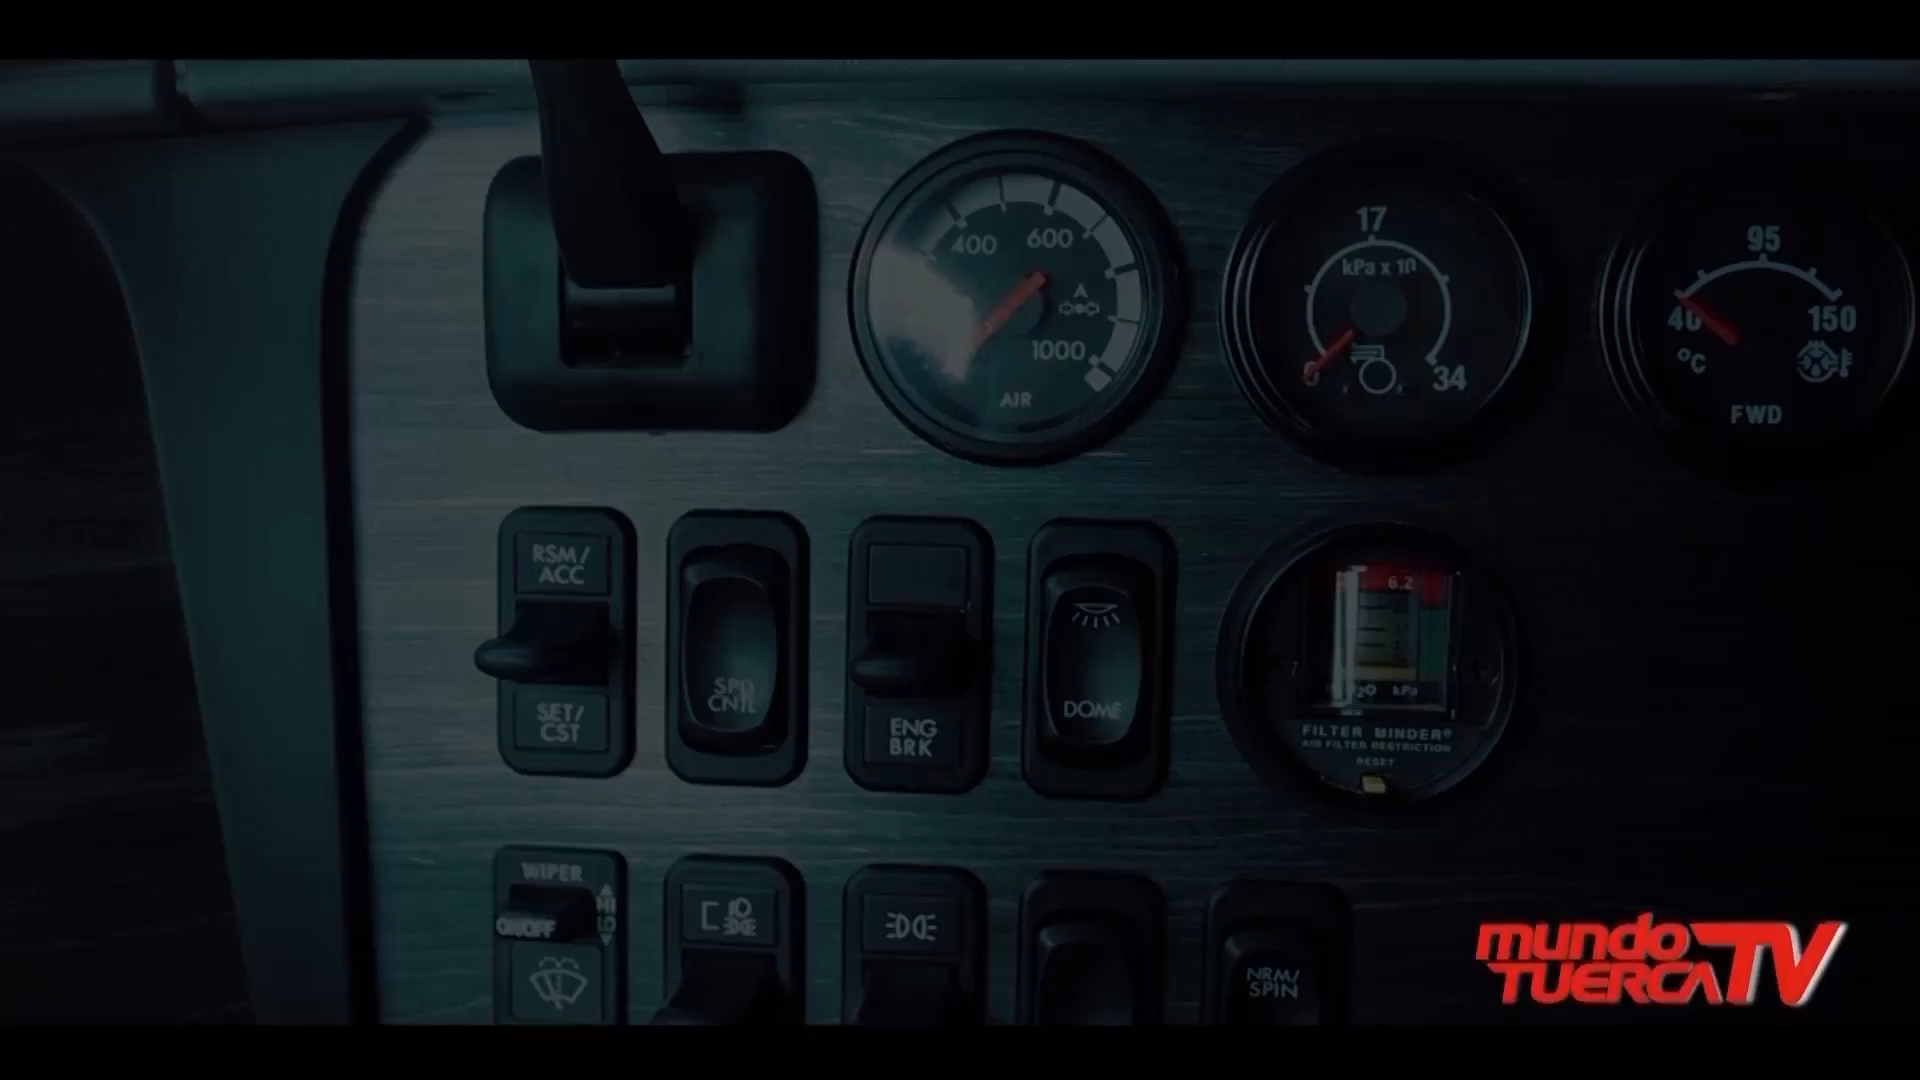 400
600
1000
AIR
17
kPa x 10
0
34
95
40
150
°C
FWD
RSM/
ACC
SET/
CST
SPD
CNTL
ENG
BRK
DOME
6.2
kPa
FILTER MINDER®
AIR FILTER RESTRICTION
RESET
WIPER
HI
ON/OFF
LO
NRM/
SPIN
mundo
TUERCA TV